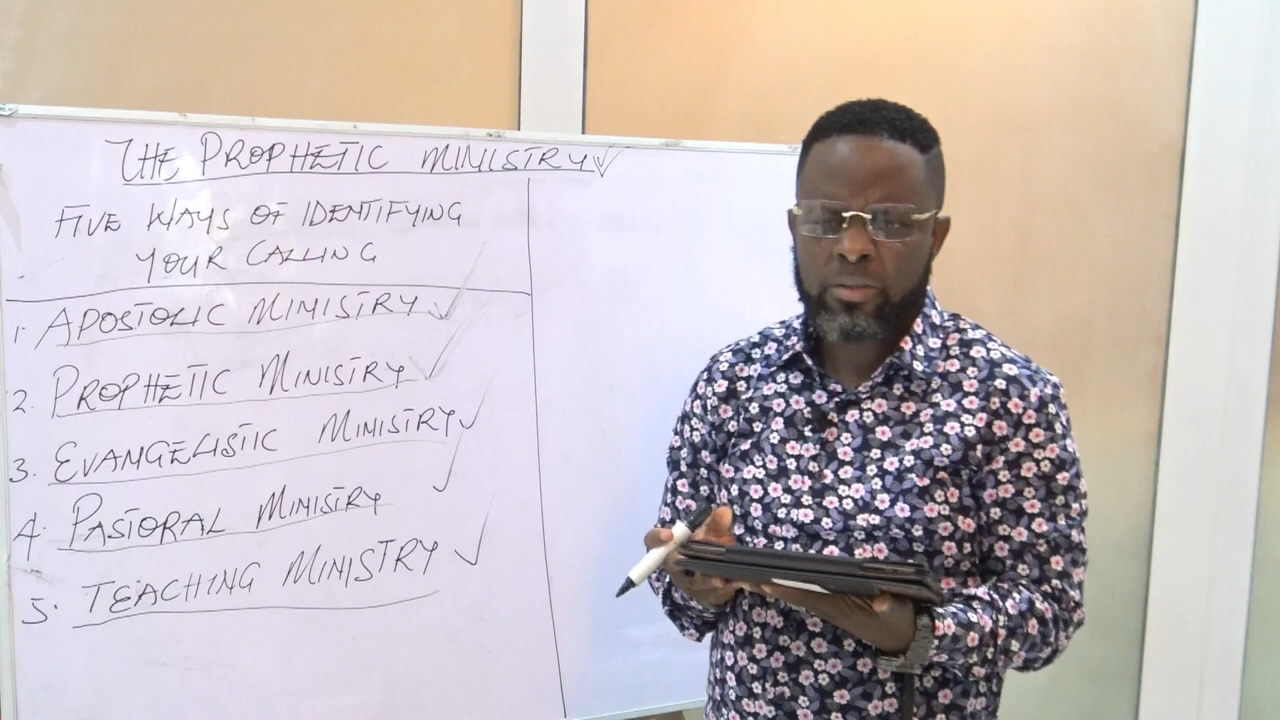 THE PROPHETIC MINISTRY
FIVE WAYS OF IDENTIFYING
YOUR CALLING
1. APOSTOLIC MINISTRY
2. PROPHETIC MINISTRY
3. EVANGELISTIC MINISTRY
4. PASTORAL MINISTRY
5. TEACHING MINISTRY